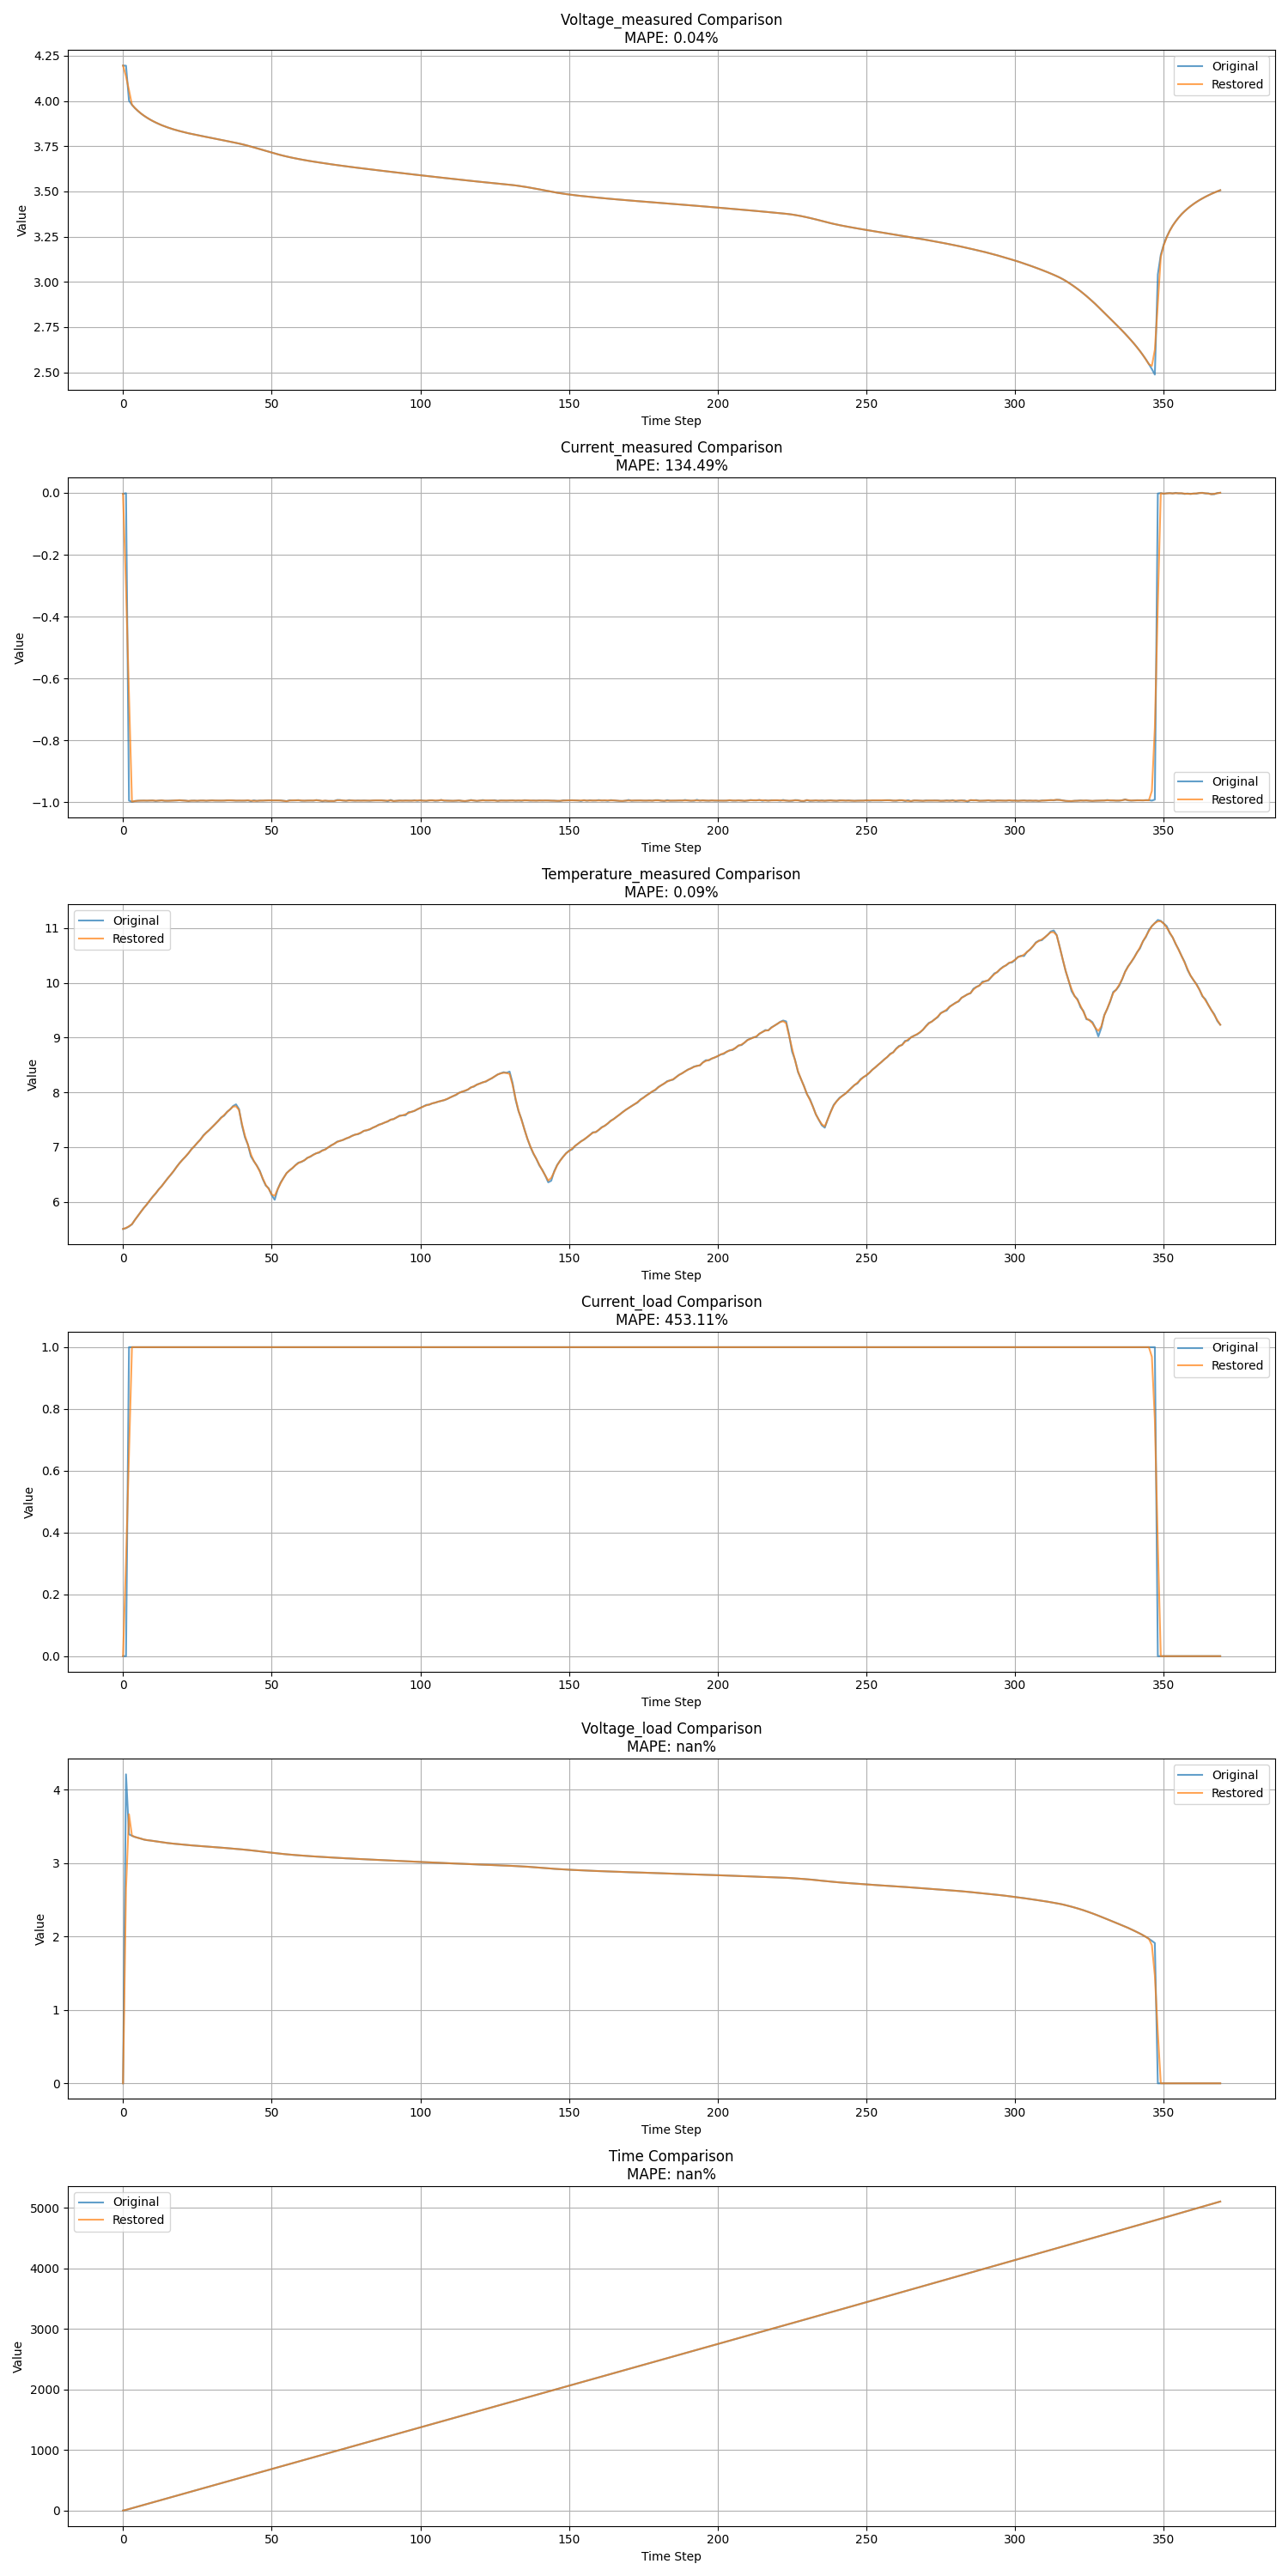 Voltage_measured Comparison
MAPE: 0.04%
4.25
4.00
3.75
3.50
3.25
3.00
2.75
2.50
Value
Original
Restored
0 50 100 150 200 250 300 350
Time Step
Current_measured Comparison
MAPE: 134.49%
0.0
−0.2
−0.4
−0.6
−0.8
−1.0
Value
Original
Restored
0 50 100 150 200 250 300 350
Time Step
Temperature_measured Comparison
MAPE: 0.09%
Original
Restored
11
10
9
8
7
6
Value
0 50 100 150 200 250 300 350
Time Step
Current_load Comparison
MAPE: 453.11%
1.0
0.8
0.6
0.4
0.2
0.0
Value
Original
Restored
0 50 100 150 200 250 300 350
Time Step
Voltage_load Comparison
MAPE: nan%
4
3
2
1
0
Value
Original
Restored
0 50 100 150 200 250 300 350
Time Step
Time Comparison
MAPE: nan%
Original
Restored
5000
4000
3000
2000
1000
0
Value
0 50 100 150 200 250 300 350
Time Step